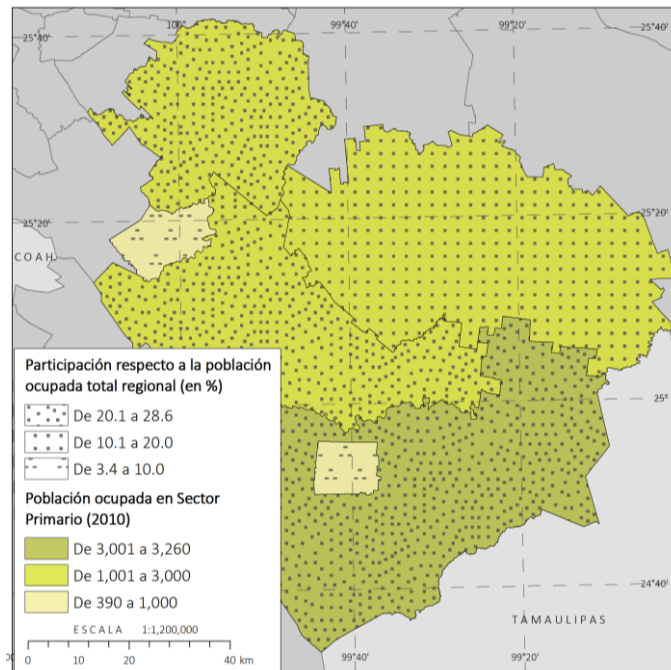 100°
99°40'
99°20'
25°40'
25°40'
25°20'
25°20'
COAH.
25°
Participación respecto a la población
ocupada total regional (en %)
De 20.1 a 28.6
De 10.1 a 20.0
De 3.4 a 10.0
Población ocupada en Sector
Primario (2010)
De 3,001 a 3,260
De 1,001 a 3,000
De 390 a 1,000
ESCALA 1:1,200,000
0 10 20 40 km
24°40'
TAMAULIPAS
99°40'
99°20'